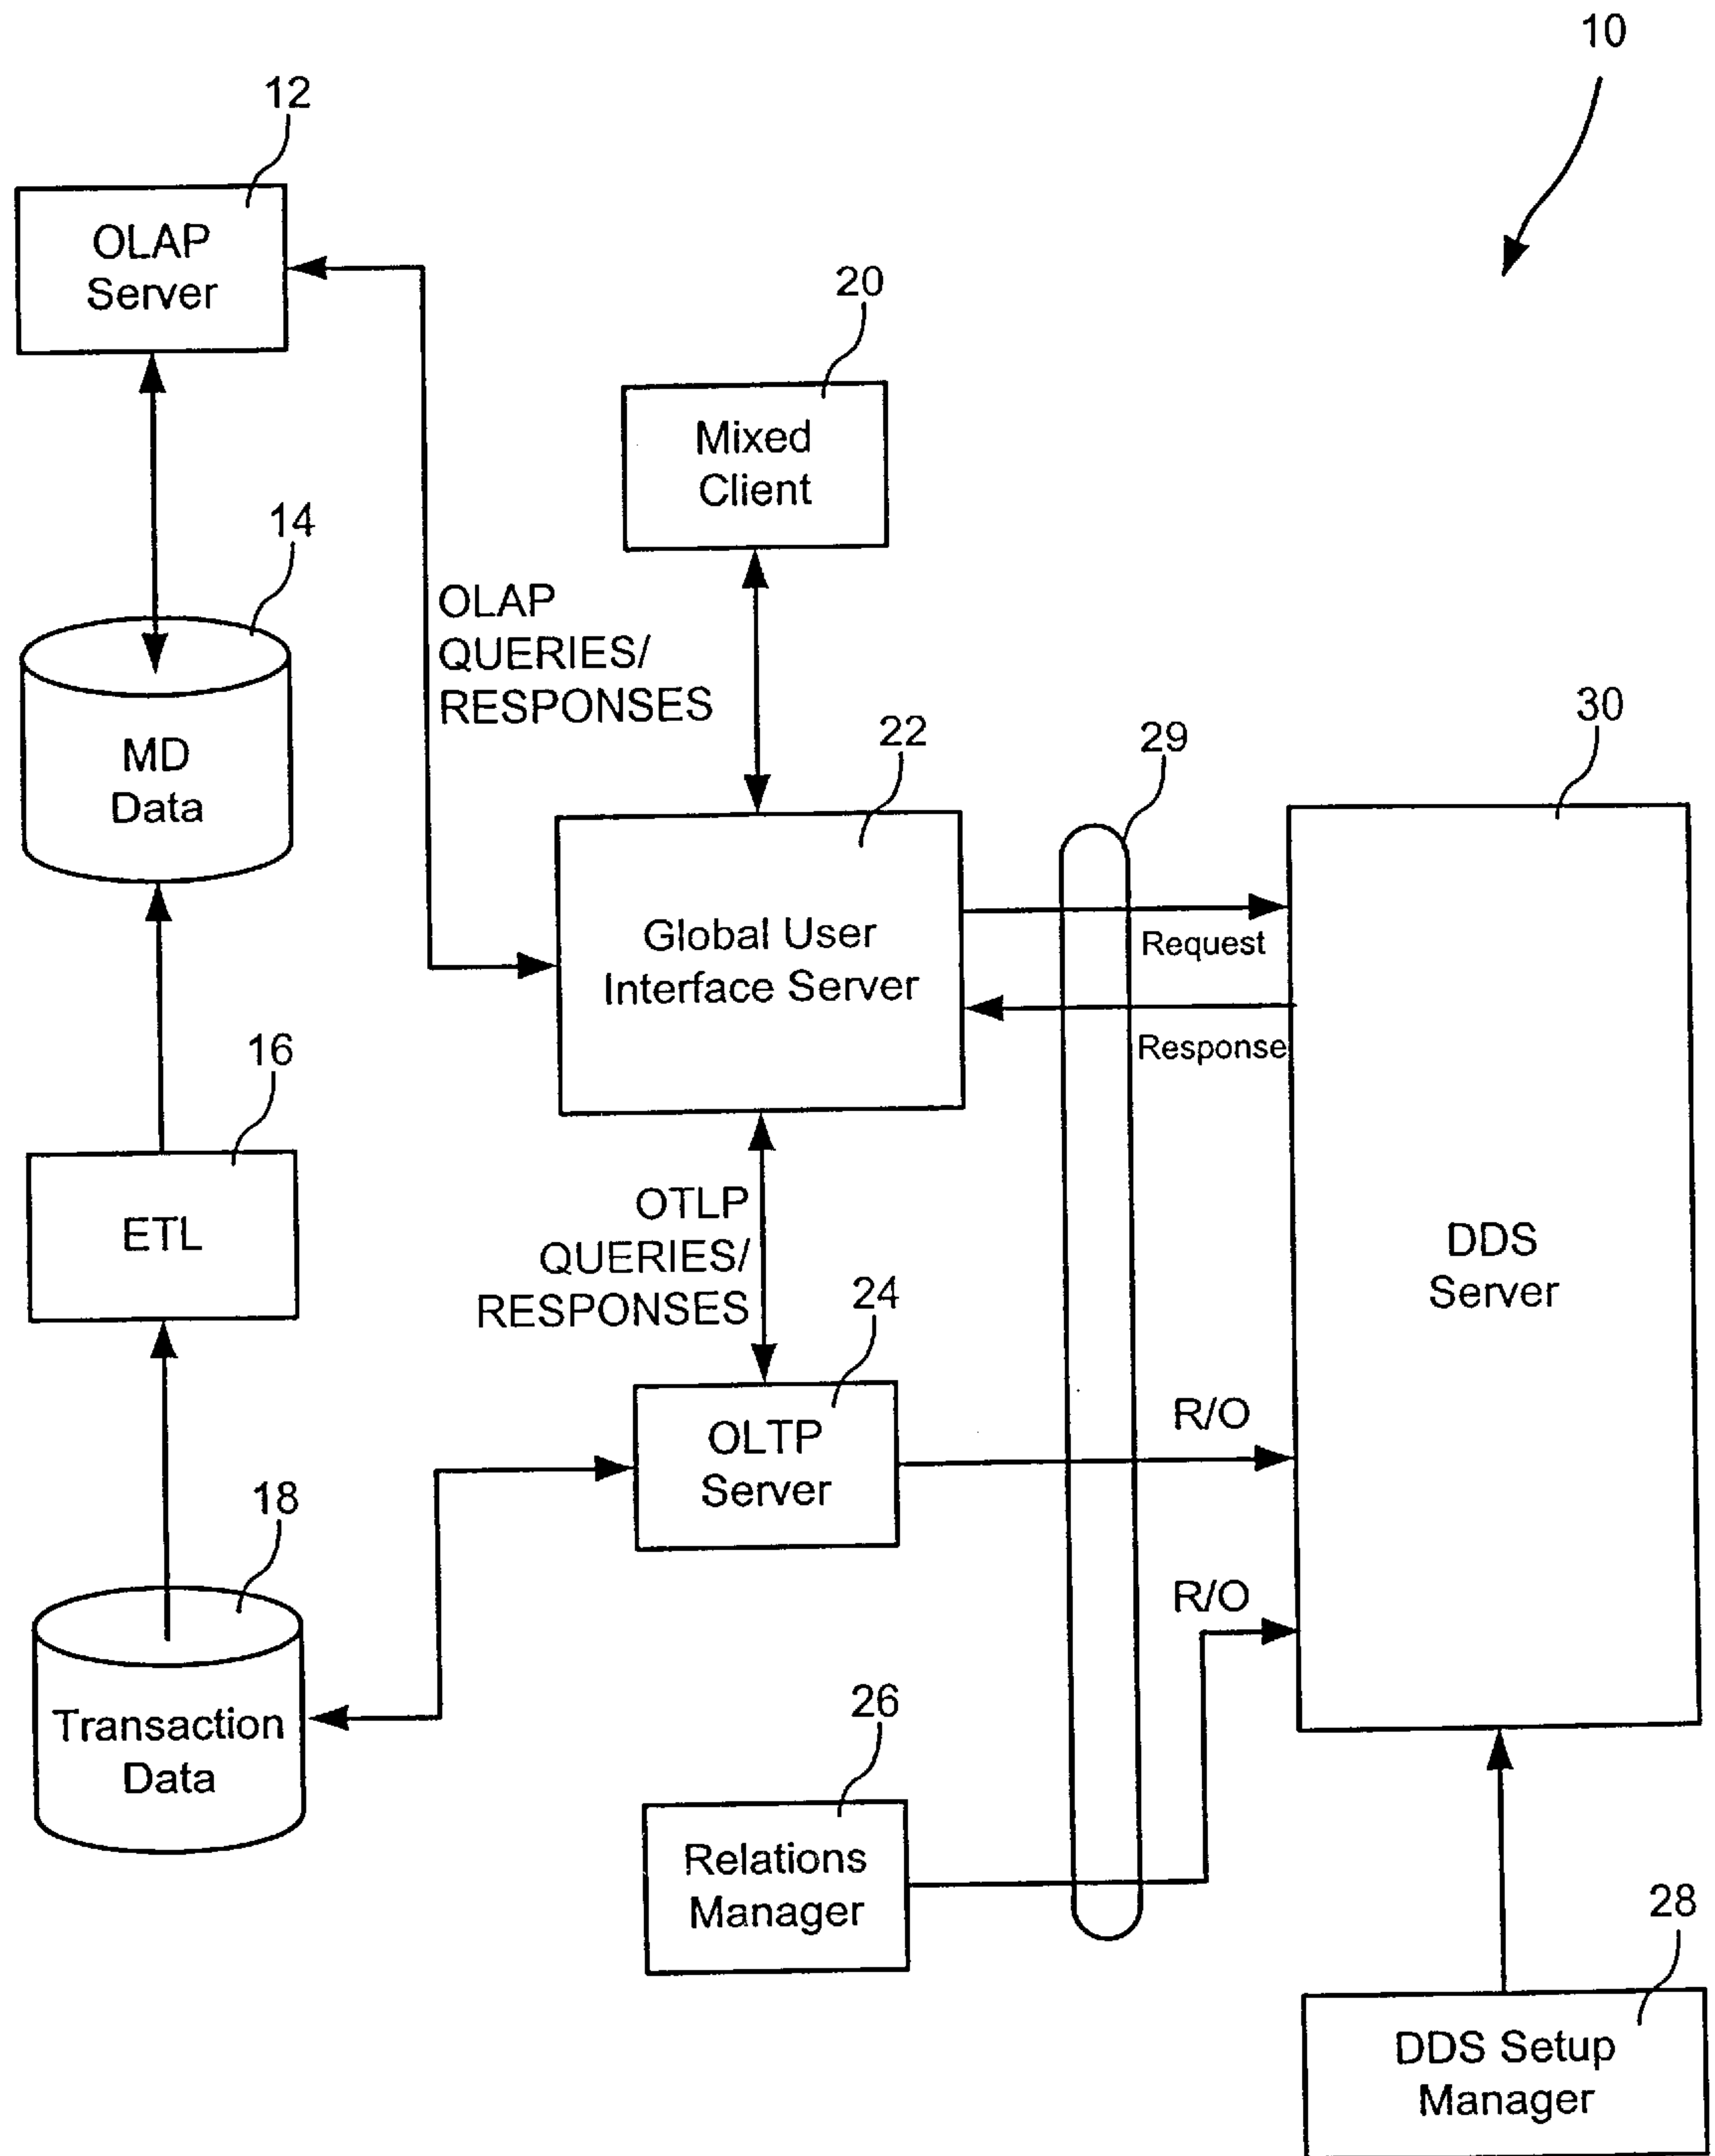 10
12
OLAP
Server
20
Mixed
Client
14
OLAP
QUERIES/
RESPONSES
MD
Data
22
29
30
Global User
Interface Server
Request
Response
16
ETL
OTLP
QUERIES/
RESPONSES
DDS
Server
24
OLTP
Server
R/O
18
R/O
Transaction
Data
26
Relations
Manager
28
DDS Setup
Manager